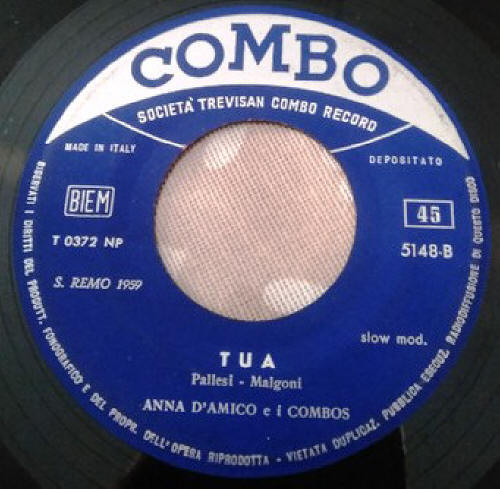 COMBO
SOCIETÀ TREVISAN COMBO RECORD
MADE IN ITALY
DEPOSITATO
BIEM
45
T 0372 NP
5148-B
S. REMO 1959
slow mod.
TUA
Pallesi - Malgoni
ANNA D'AMICO e i COMBOS
RISERVATI I DIRITTI DEL PRODUTT. FONOGRAFICO E DEL PROPR. DELL'OPERA RIPRODOTTA - VIETATA DUPLICAZ. PUBBLICA ESECUZ. RADIODIFFUSIONE DI QUESTO DISCO